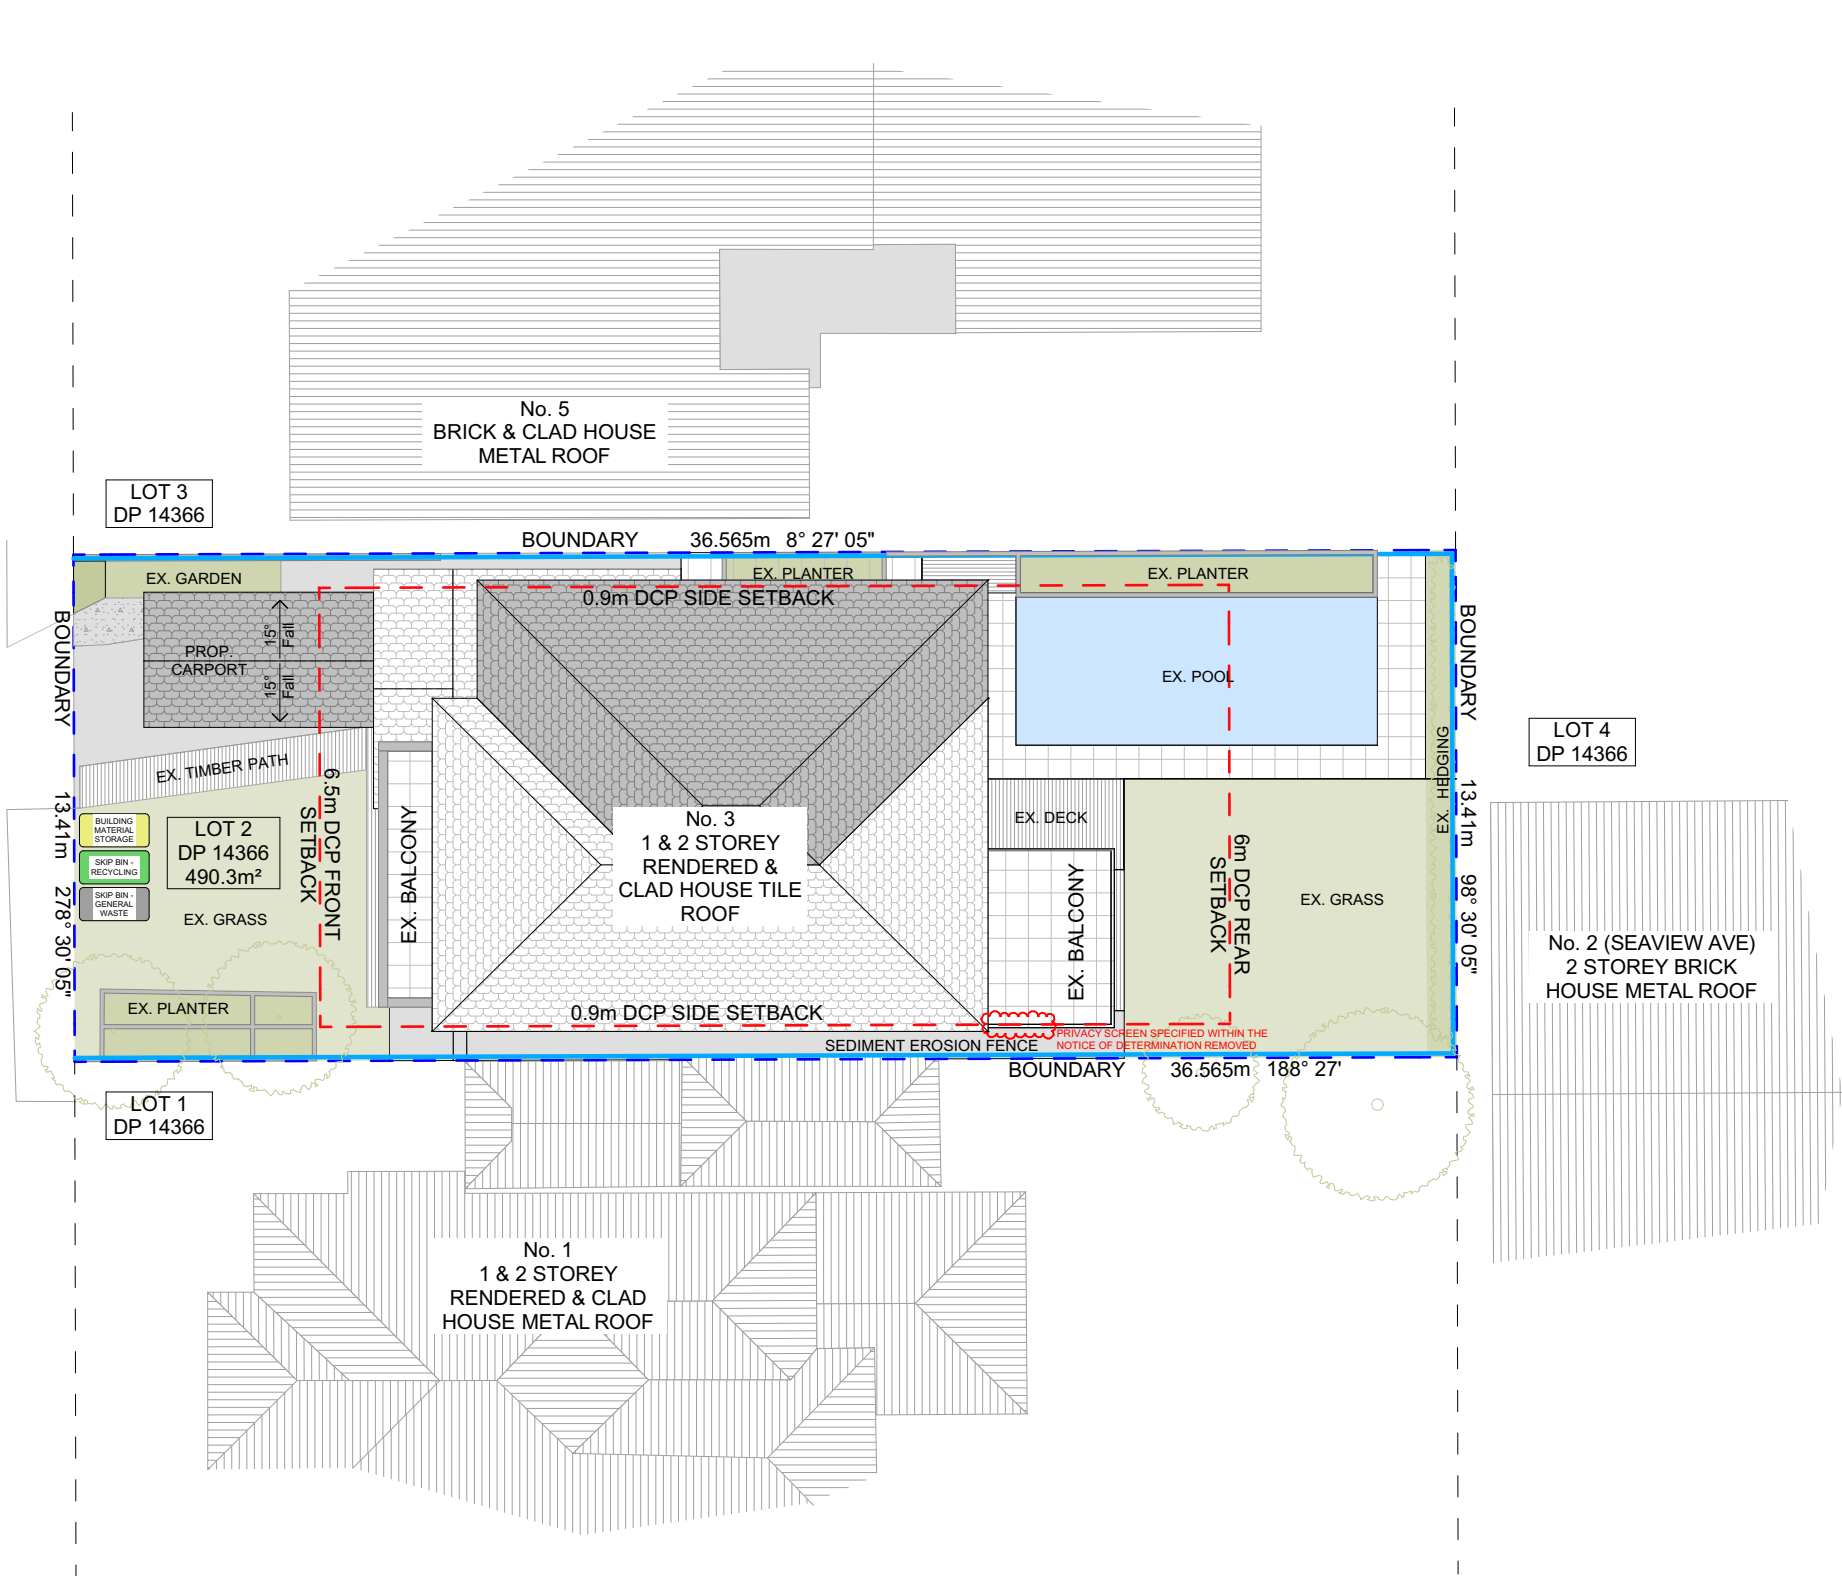 No. 5
BRICK & CLAD HOUSE
METAL ROOF
LOT 3
DP 14366
BOUNDARY 36.565m 8° 27' 05"
EX. GARDEN
EX. PLANTER
EX. PLANTER
0.9m DCP SIDE SETBACK
BOUNDARY
13.41m 278° 30' 05"
PROP.
CARPORT
15°
Fall
15°
Fall
EX. POOL
BOUNDARY
13.41m 98° 30' 05"
EX. HEDGING
LOT 4
DP 14366
EX. TIMBER PATH
6.5m DCP FRONT
SETBACK
BUILDING
MATERIAL
STORAGE
SKIP BIN -
RECYCLING
SKIP BIN -
GENERAL
WASTE
LOT 2
DP 14366
490.3m²
EX. GRASS
EX. BALCONY
No. 3
1 & 2 STOREY
RENDERED &
CLAD HOUSE TILE
ROOF
EX. DECK
EX. BALCONY
6m DCP REAR
SETBACK
EX. GRASS
No. 2 (SEAVIEW AVE)
2 STOREY BRICK
HOUSE METAL ROOF
EX. PLANTER
0.9m DCP SIDE SETBACK
PRIVACY SCREEN SPECIFIED WITHIN THE
NOTICE OF DETERMINATION REMOVED
SEDIMENT EROSION FENCE
BOUNDARY 36.565m 188° 27'
LOT 1
DP 14366
No. 1
1 & 2 STOREY
RENDERED & CLAD
HOUSE METAL ROOF